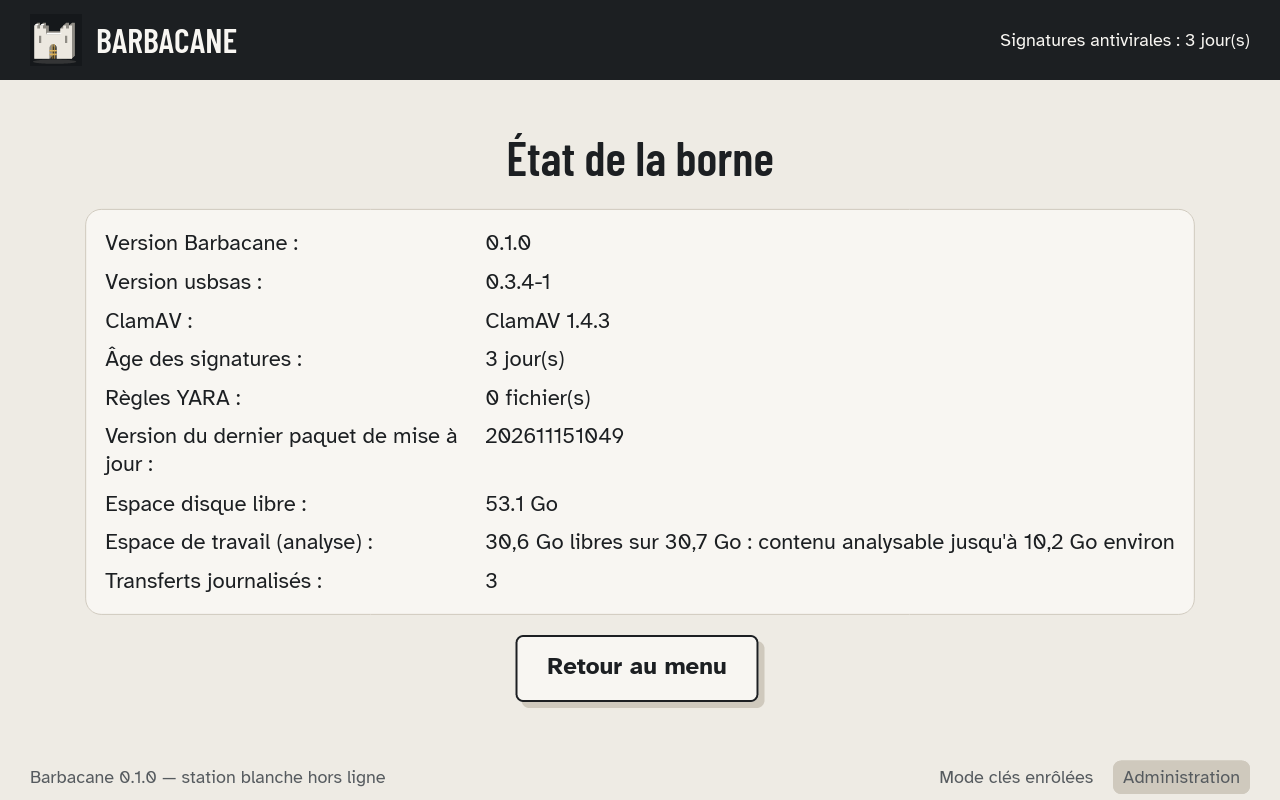 BARBACANE
Signatures antivirales : 3 jour(s)
État de la borne
Version Barbacane : 0.1.0
Version usbsas : 0.3.4-1
ClamAV : ClamAV 1.4.3
Âge des signatures : 3 jour(s)
Règles YARA : 0 fichier(s)
Version du dernier paquet de mise à 202611151049
jour :
Espace disque libre : 53.1 Go
Espace de travail (analyse) : 30,6 Go libres sur 30,7 Go : contenu analysable jusqu'à 10,2 Go environ
Transferts journalisés : 3
Retour au menu
Barbacane 0.1.0 — station blanche hors ligne
Mode clés enrôlées
Administration